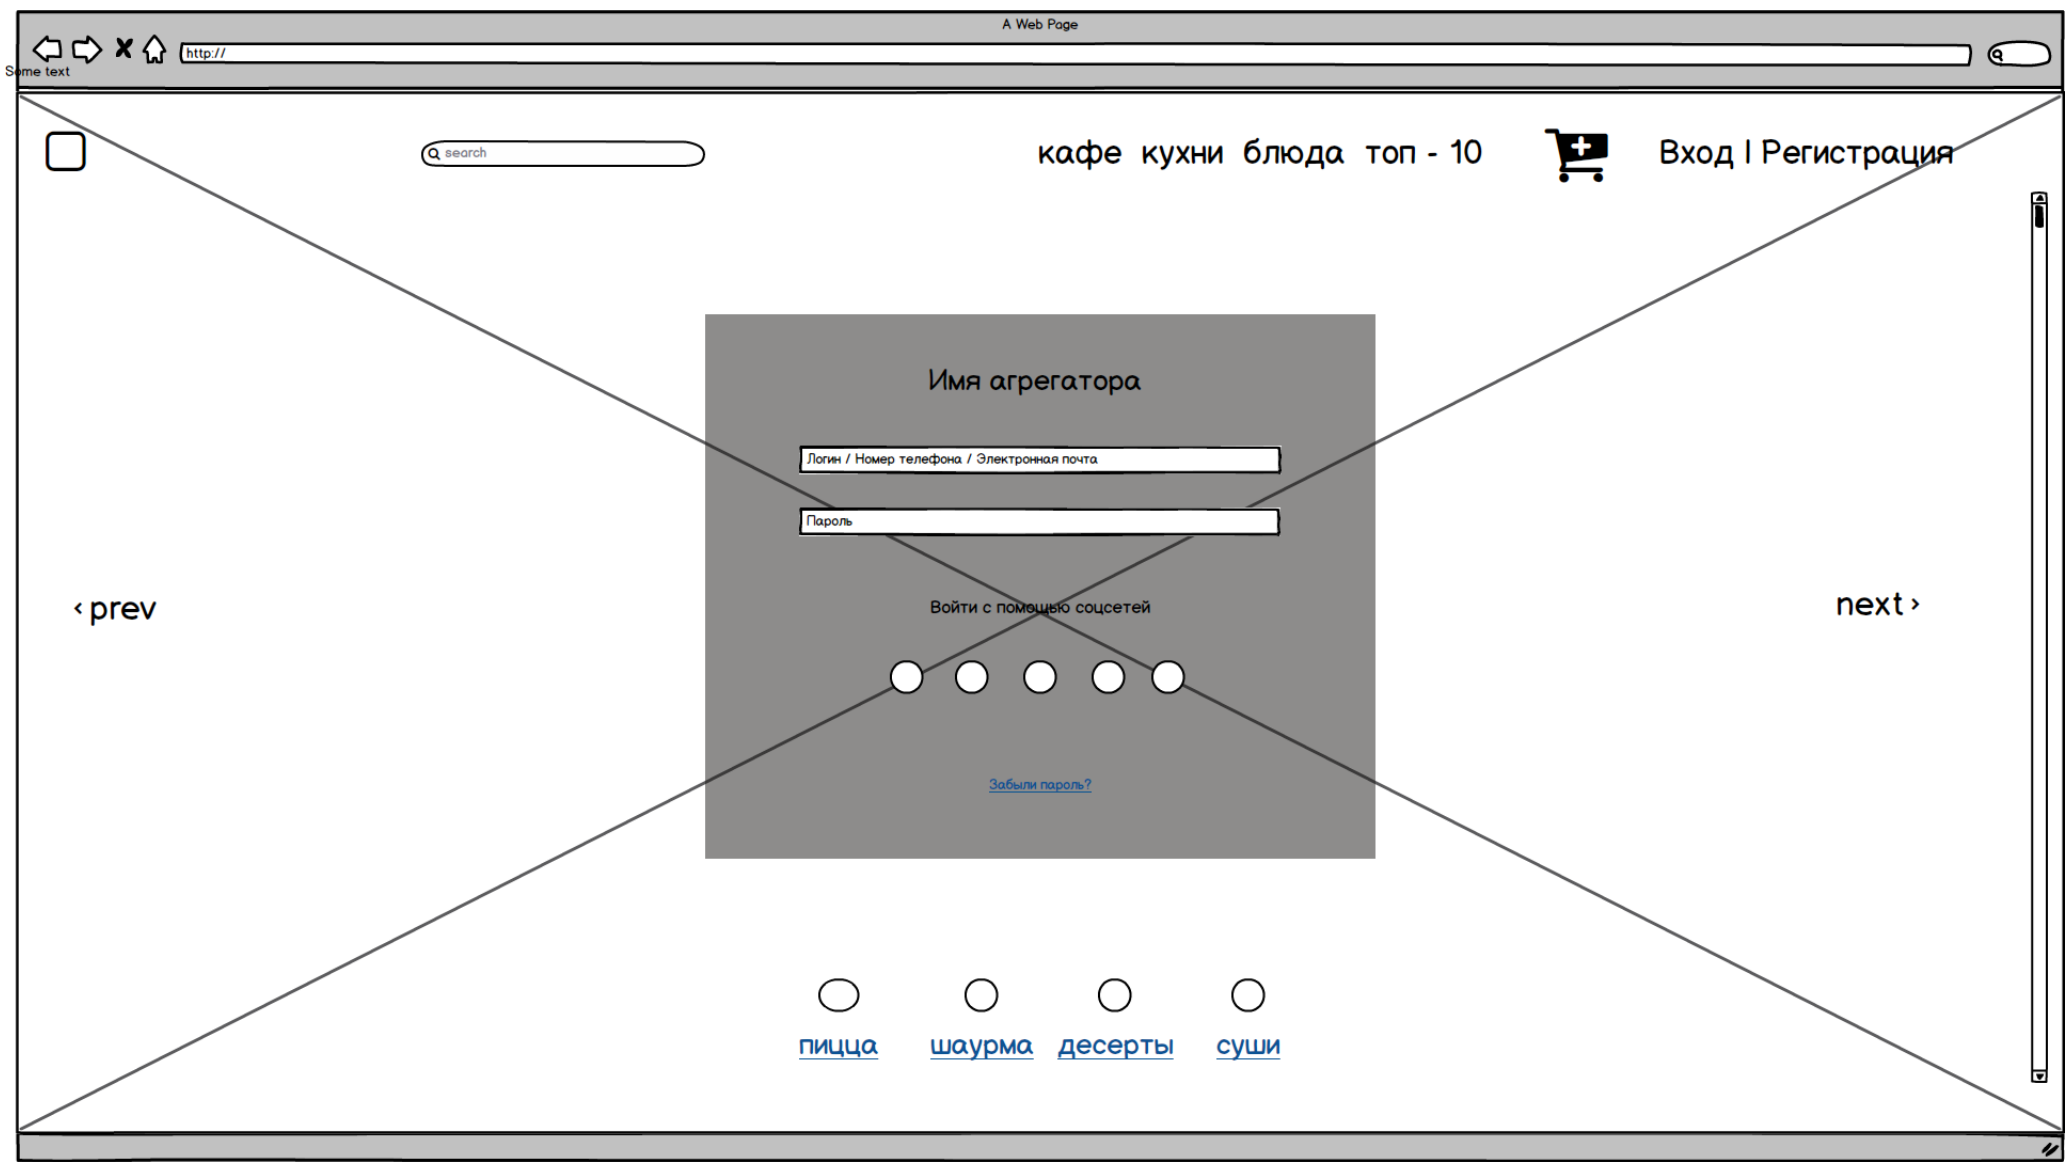 A Web Page
http://
Some text
search
кафе кухни блюда топ - 10
Вход | Регистрация
Имя агрегатора
Логин / Номер телефона / Электронная почта
Пароль
‹ prev
Войти с помощью соцсетей
next ›
Забыли пароль?
пицца шаурма десерты суши